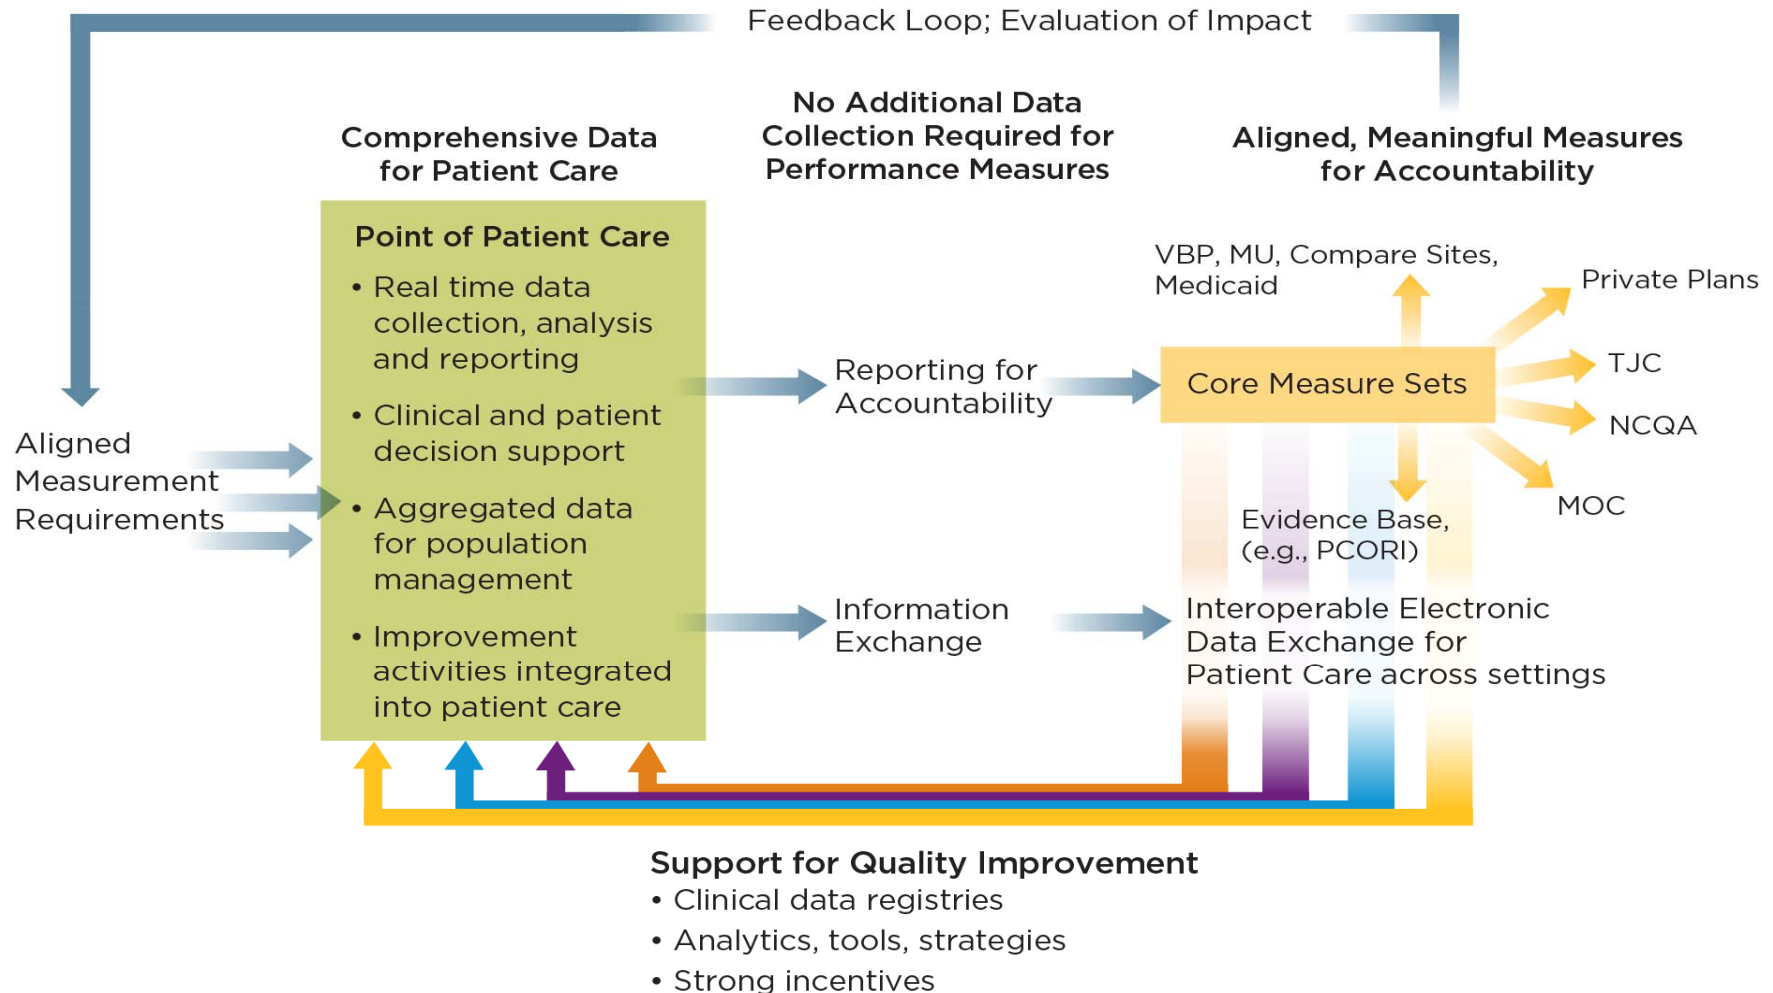 Feedback Loop; Evaluation of Impact
No Additional Data
Collection Required for
Performance Measures
Comprehensive Data
for Patient Care
Aligned, Meaningful Measures
for Accountability
Point of Patient Care
• Real time data
collection, analysis
and reporting
• Clinical and patient
decision support
• Aggregated data
for population
management
• Improvement
activities integrated
into patient care
Aligned
Measurement
Requirements
Reporting for
Accountability
Information
Exchange
VBP, MU, Compare Sites,
Medicaid
Private Plans
Core Measure Sets
TJC
NCQA
MOC
Evidence Base,
(e.g., PCORI)
Interoperable Electronic
Data Exchange for
Patient Care across settings
Support for Quality Improvement
• Clinical data registries
• Analytics, tools, strategies
• Strong incentives